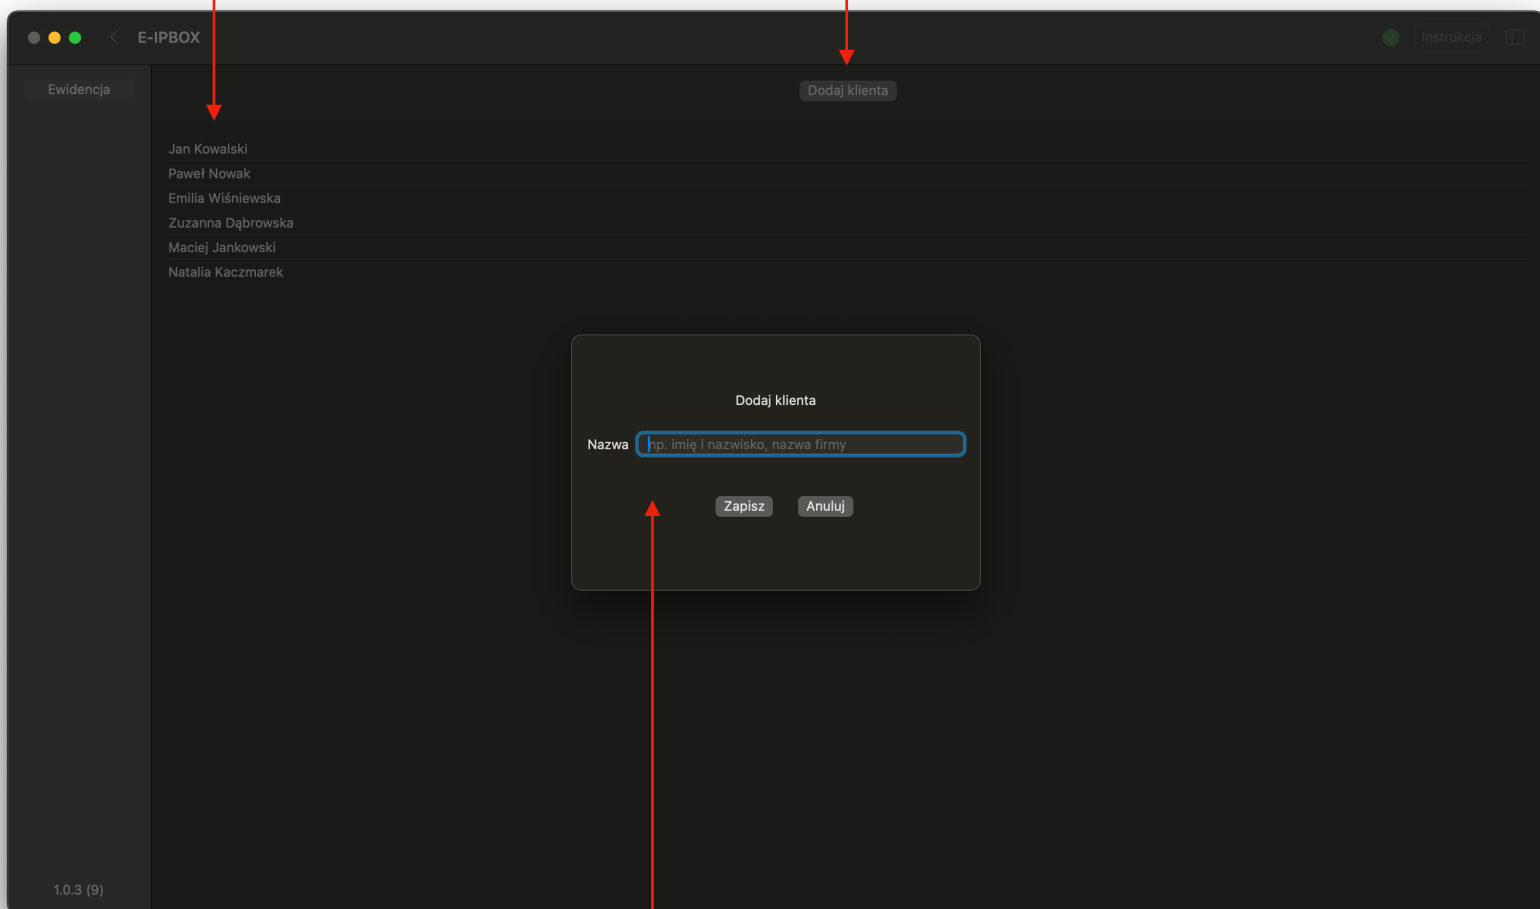 E-IPBOX
Instrukcja
Ewidencja
Dodaj klienta
Jan Kowalski
Paweł Nowak
Emilia Wiśniewska
Zuzanna Dąbrowska
Maciej Jankowski
Natalia Kaczmarek
Dodaj klienta
Nazwa np. imię i nazwisko, nazwa firmy
Zapisz Anuluj
1.0.3 (9)